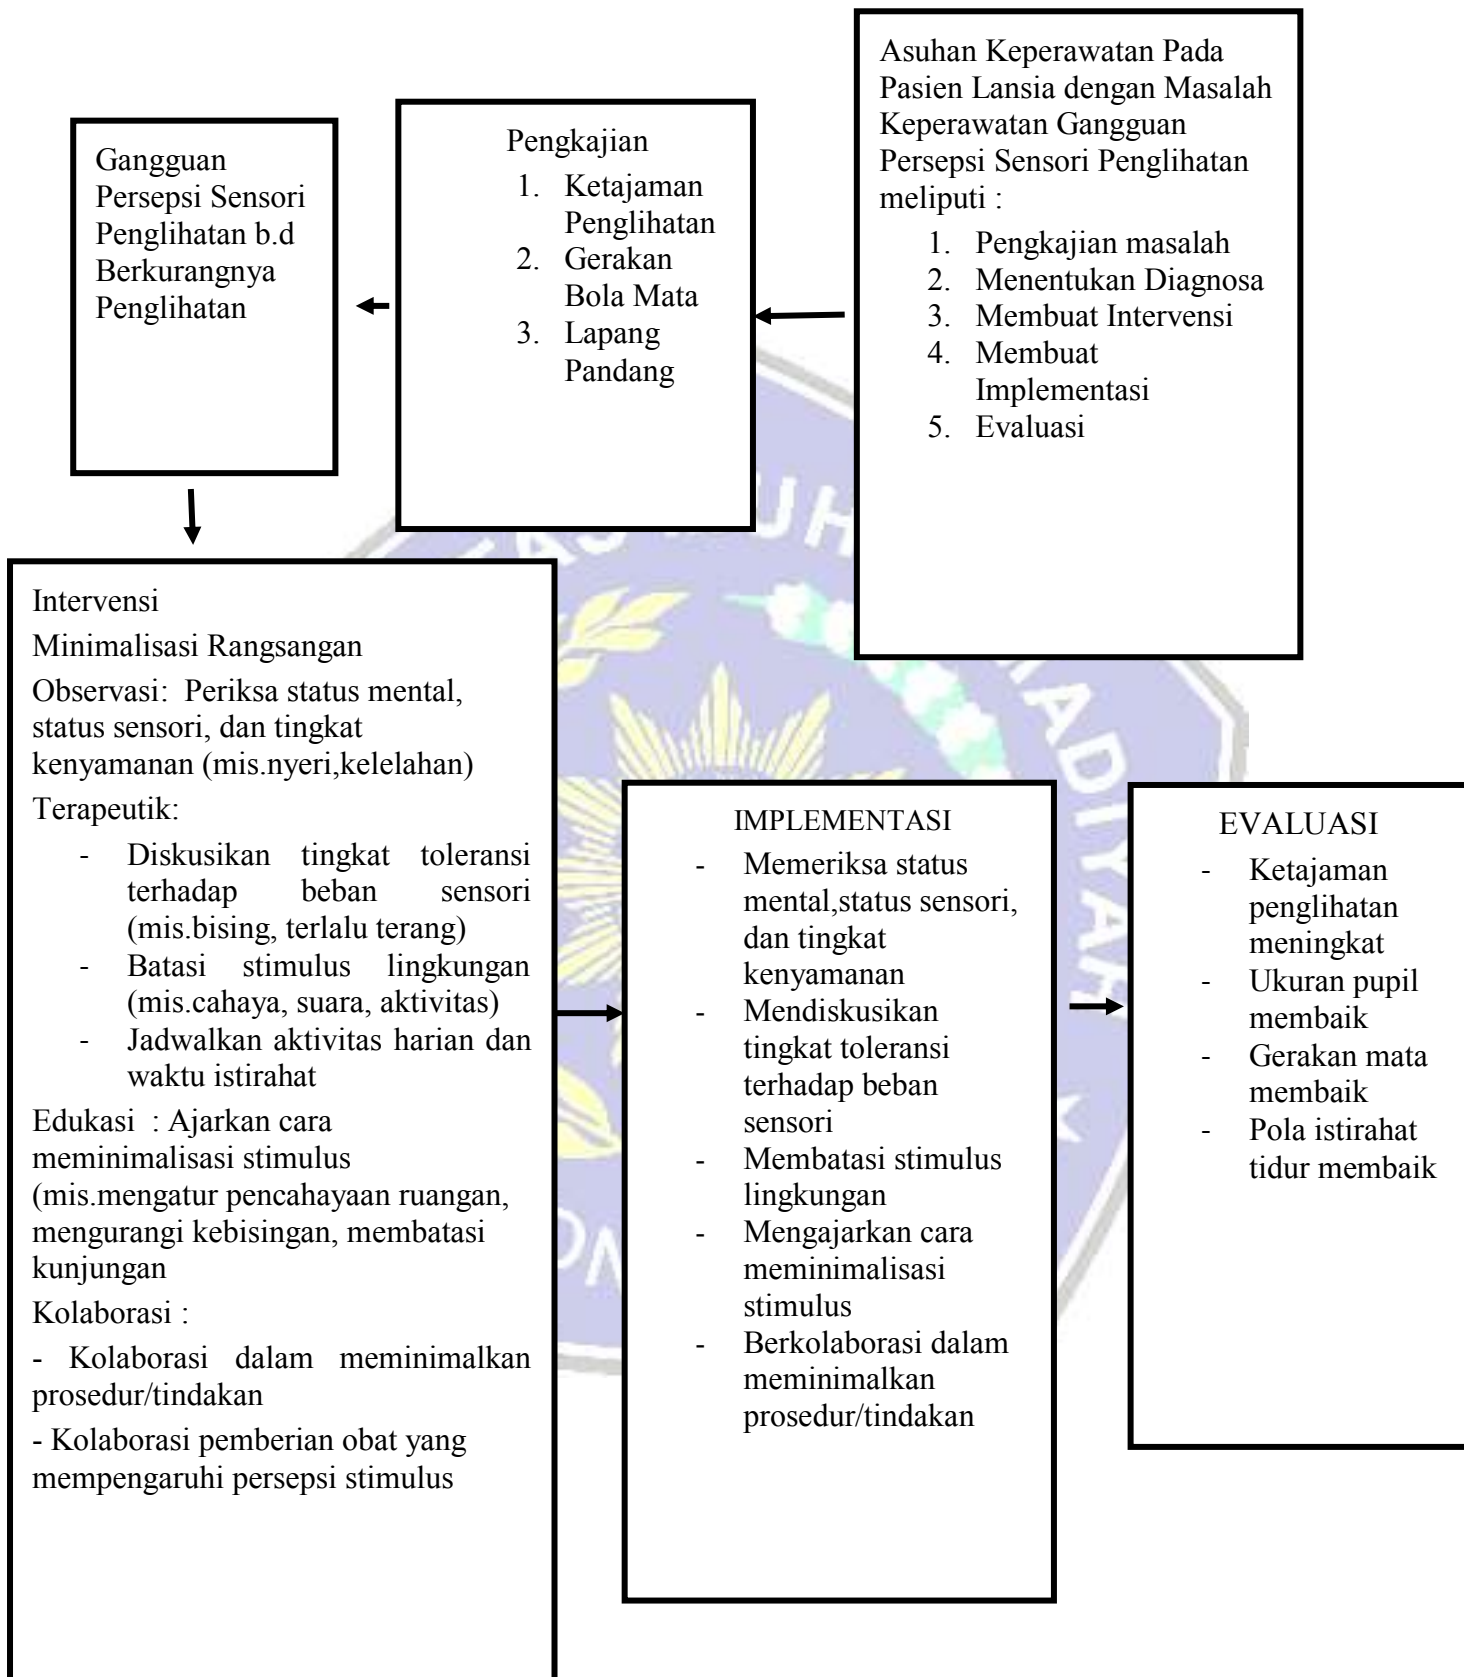 Asuhan Keperawatan Pada
Pasien Lansia dengan Masalah
Keperawatan Gangguan
Persepsi Sensori Penglihatan
meliputi :
1. Pengkajian masalah
2. Menentukan Diagnosa
3. Membuat Intervensi
4. Membuat
Implementasi
5. Evaluasi
Pengkajian
1. Ketajaman
Penglihatan
2. Gerakan
Bola Mata
3. Lapang
Pandang
Gangguan
Persepsi Sensori
Penglihatan b.d
Berkurangnya
Penglihatan
Intervensi
Minimalisasi Rangsangan
Observasi: Periksa status mental,
status sensori, dan tingkat
kenyamanan (mis.nyeri,kelelahan)
Terapeutik:
- Diskusikan tingkat toleransi
terhadap beban sensori
(mis.bising, terlalu terang)
- Batasi stimulus lingkungan
(mis.cahaya, suara, aktivitas)
- Jadwalkan aktivitas harian dan
waktu istirahat
Edukasi : Ajarkan cara
meminimalisasi stimulus
(mis.mengatur pencahayaan ruangan,
mengurangi kebisingan, membatasi
kunjungan
Kolaborasi :
- Kolaborasi dalam meminimalkan
prosedur/tindakan
- Kolaborasi pemberian obat yang
mempengaruhi persepsi stimulus
IMPLEMENTASI
- Memeriksa status
mental,status sensori,
dan tingkat
kenyamanan
- Mendiskusikan
tingkat toleransi
terhadap beban
sensori
- Membatasi stimulus
lingkungan
- Mengajarkan cara
meminimalisasi
stimulus
- Berkolaborasi dalam
meminimalkan
prosedur/tindakan
EVALUASI
- Ketajaman
penglihatan
meningkat
- Ukuran pupil
membaik
- Gerakan mata
membaik
- Pola istirahat
tidur membaik